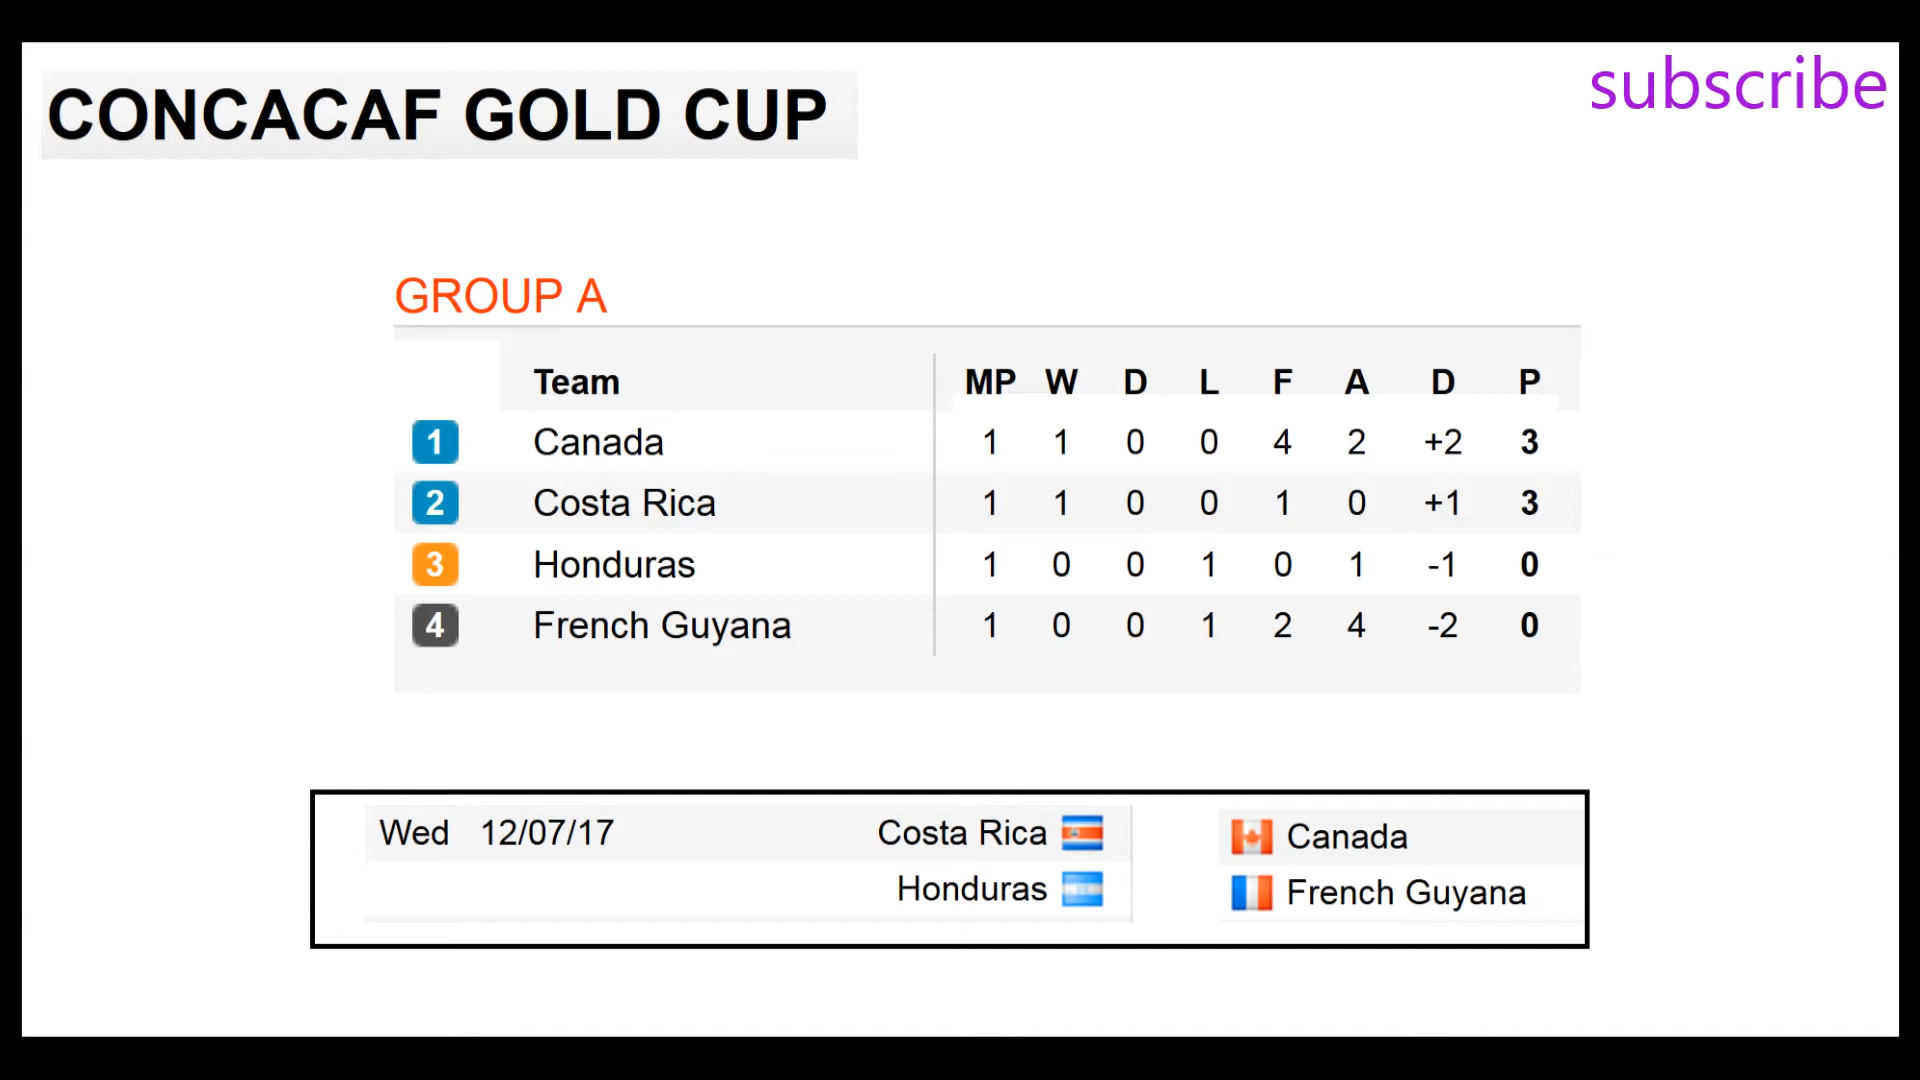 CONCACAF GOLD CUP
subscribe
GROUP A
Team MP W D L F A D P
1 Canada 1 1 0 0 4 2 +2 3
2 Costa Rica 1 1 0 0 1 0 +1 3
3 Honduras 1 0 0 1 0 1 -1 0
4 French Guyana 1 0 0 1 2 4 -2 0
Wed 12/07/17 Costa Rica Canada
Honduras French Guyana